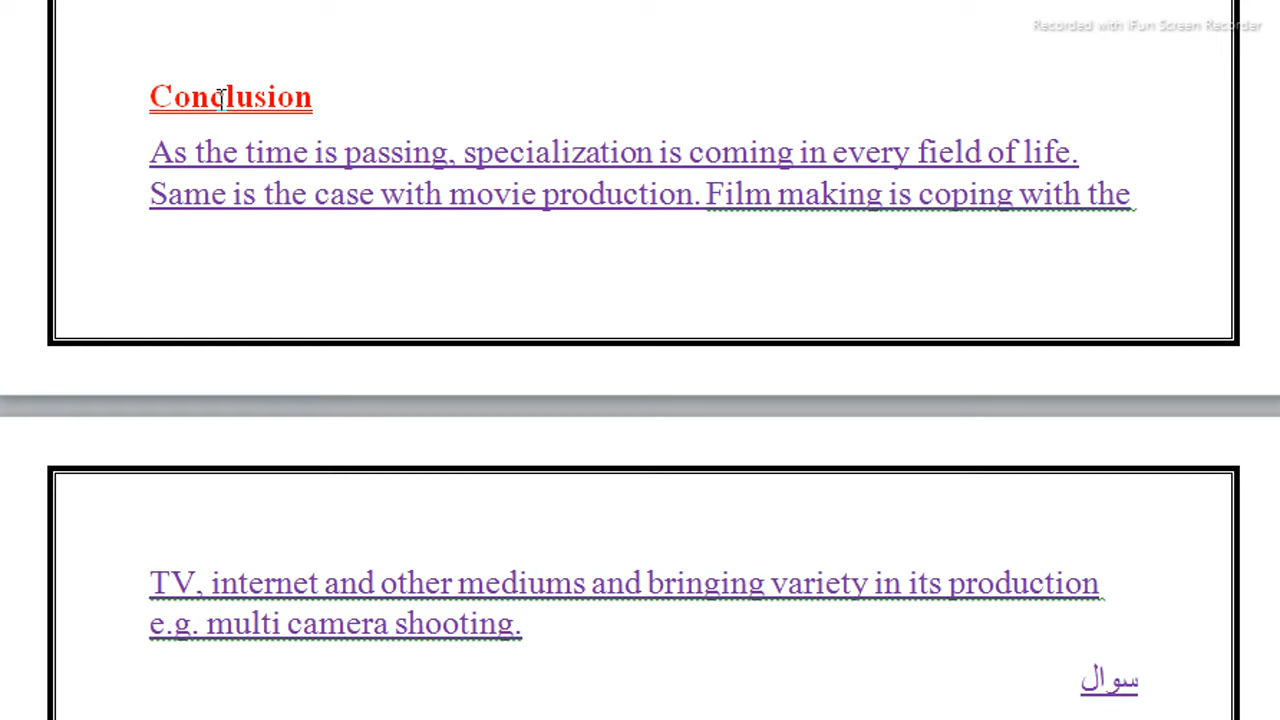 Recorded with iFun Screen Recorder
Conclusion
As the time is passing, specialization is coming in every field of life.
Same is the case with movie production. Film making is coping with the
TV, internet and other mediums and bringing variety in its production
e.g. multi camera shooting.
سوال